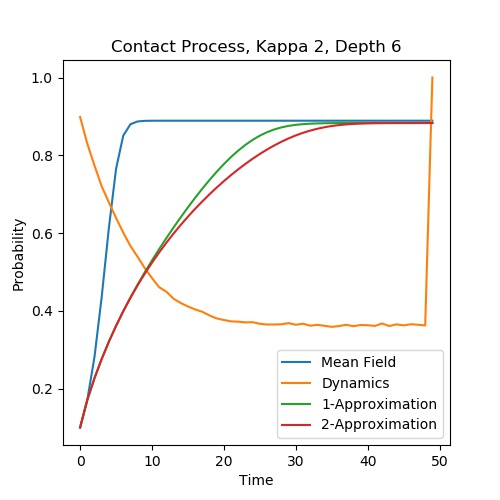 Contact Process, Kappa 2, Depth 6
1.0
0.8
0.6
0.4
0.2
Probability
Mean Field
Dynamics
1-Approximation
2-Approximation
0 10 20 30 40 50
Time